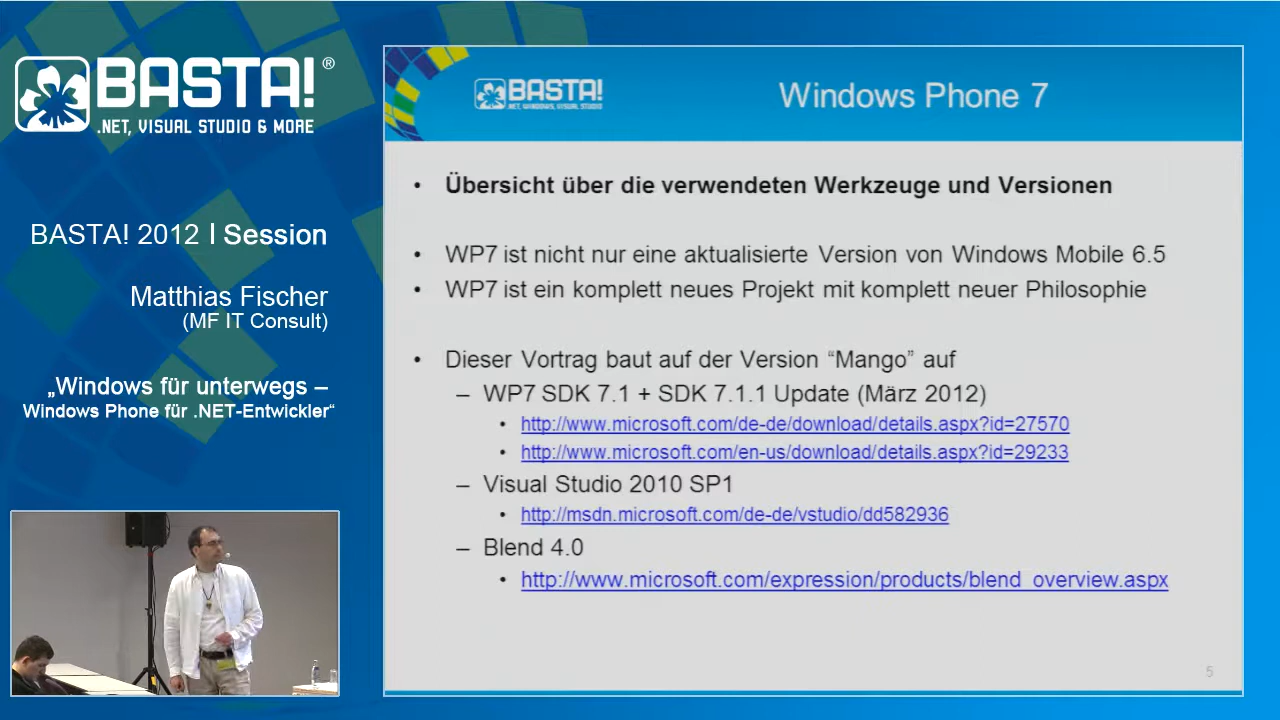 BASTA!®
.NET, VISUAL STUDIO & MORE
BASTA! 2012 | Session
Matthias Fischer
(MF IT Consult)
„Windows für unterwegs –
Windows Phone für .NET-Entwickler“
BASTA!
.NET, WINDOWS, VISUAL STUDIO
Windows Phone 7
• Übersicht über die verwendeten Werkzeuge und Versionen
• WP7 ist nicht nur eine aktualisierte Version von Windows Mobile 6.5
• WP7 ist ein komplett neues Projekt mit komplett neuer Philosophie
• Dieser Vortrag baut auf der Version “Mango” auf
– WP7 SDK 7.1 + SDK 7.1.1 Update (März 2012)
• http://www.microsoft.com/de-de/download/details.aspx?id=27570
• http://www.microsoft.com/en-us/download/details.aspx?id=29233
– Visual Studio 2010 SP1
• http://msdn.microsoft.com/de-de/vstudio/dd582936
– Blend 4.0
• http://www.microsoft.com/expression/products/blend_overview.aspx
5